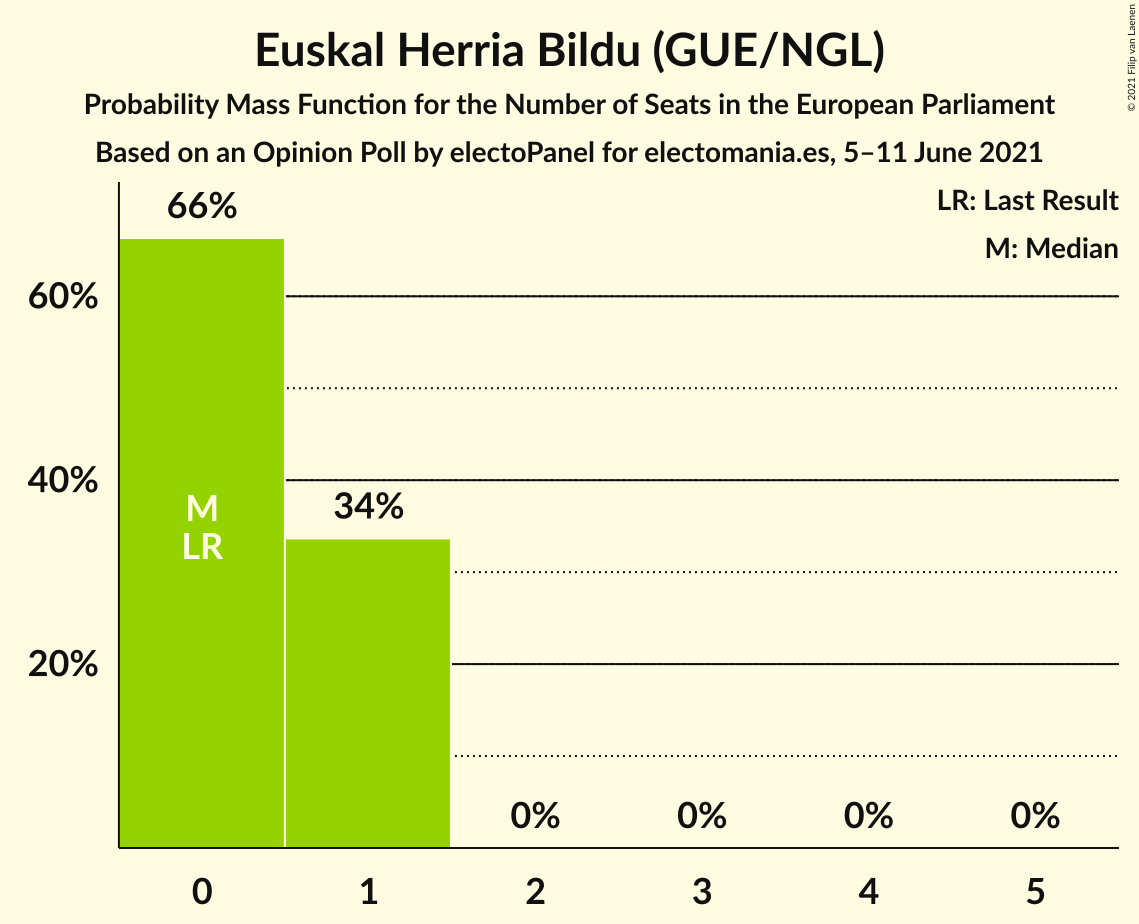 Euskal Herria Bildu (GUE/NGL)
Probability Mass Function for the Number of Seats in the European Parliament
Based on an Opinion Poll by electoPanel for electomania.es, 5–11 June 2021
© 2021 Filip van Laenen
LR: Last Result
M: Median
66%
60%
40%
34%
M
LR
20%
0% 0% 0% 0%
0 1 2 3 4 5